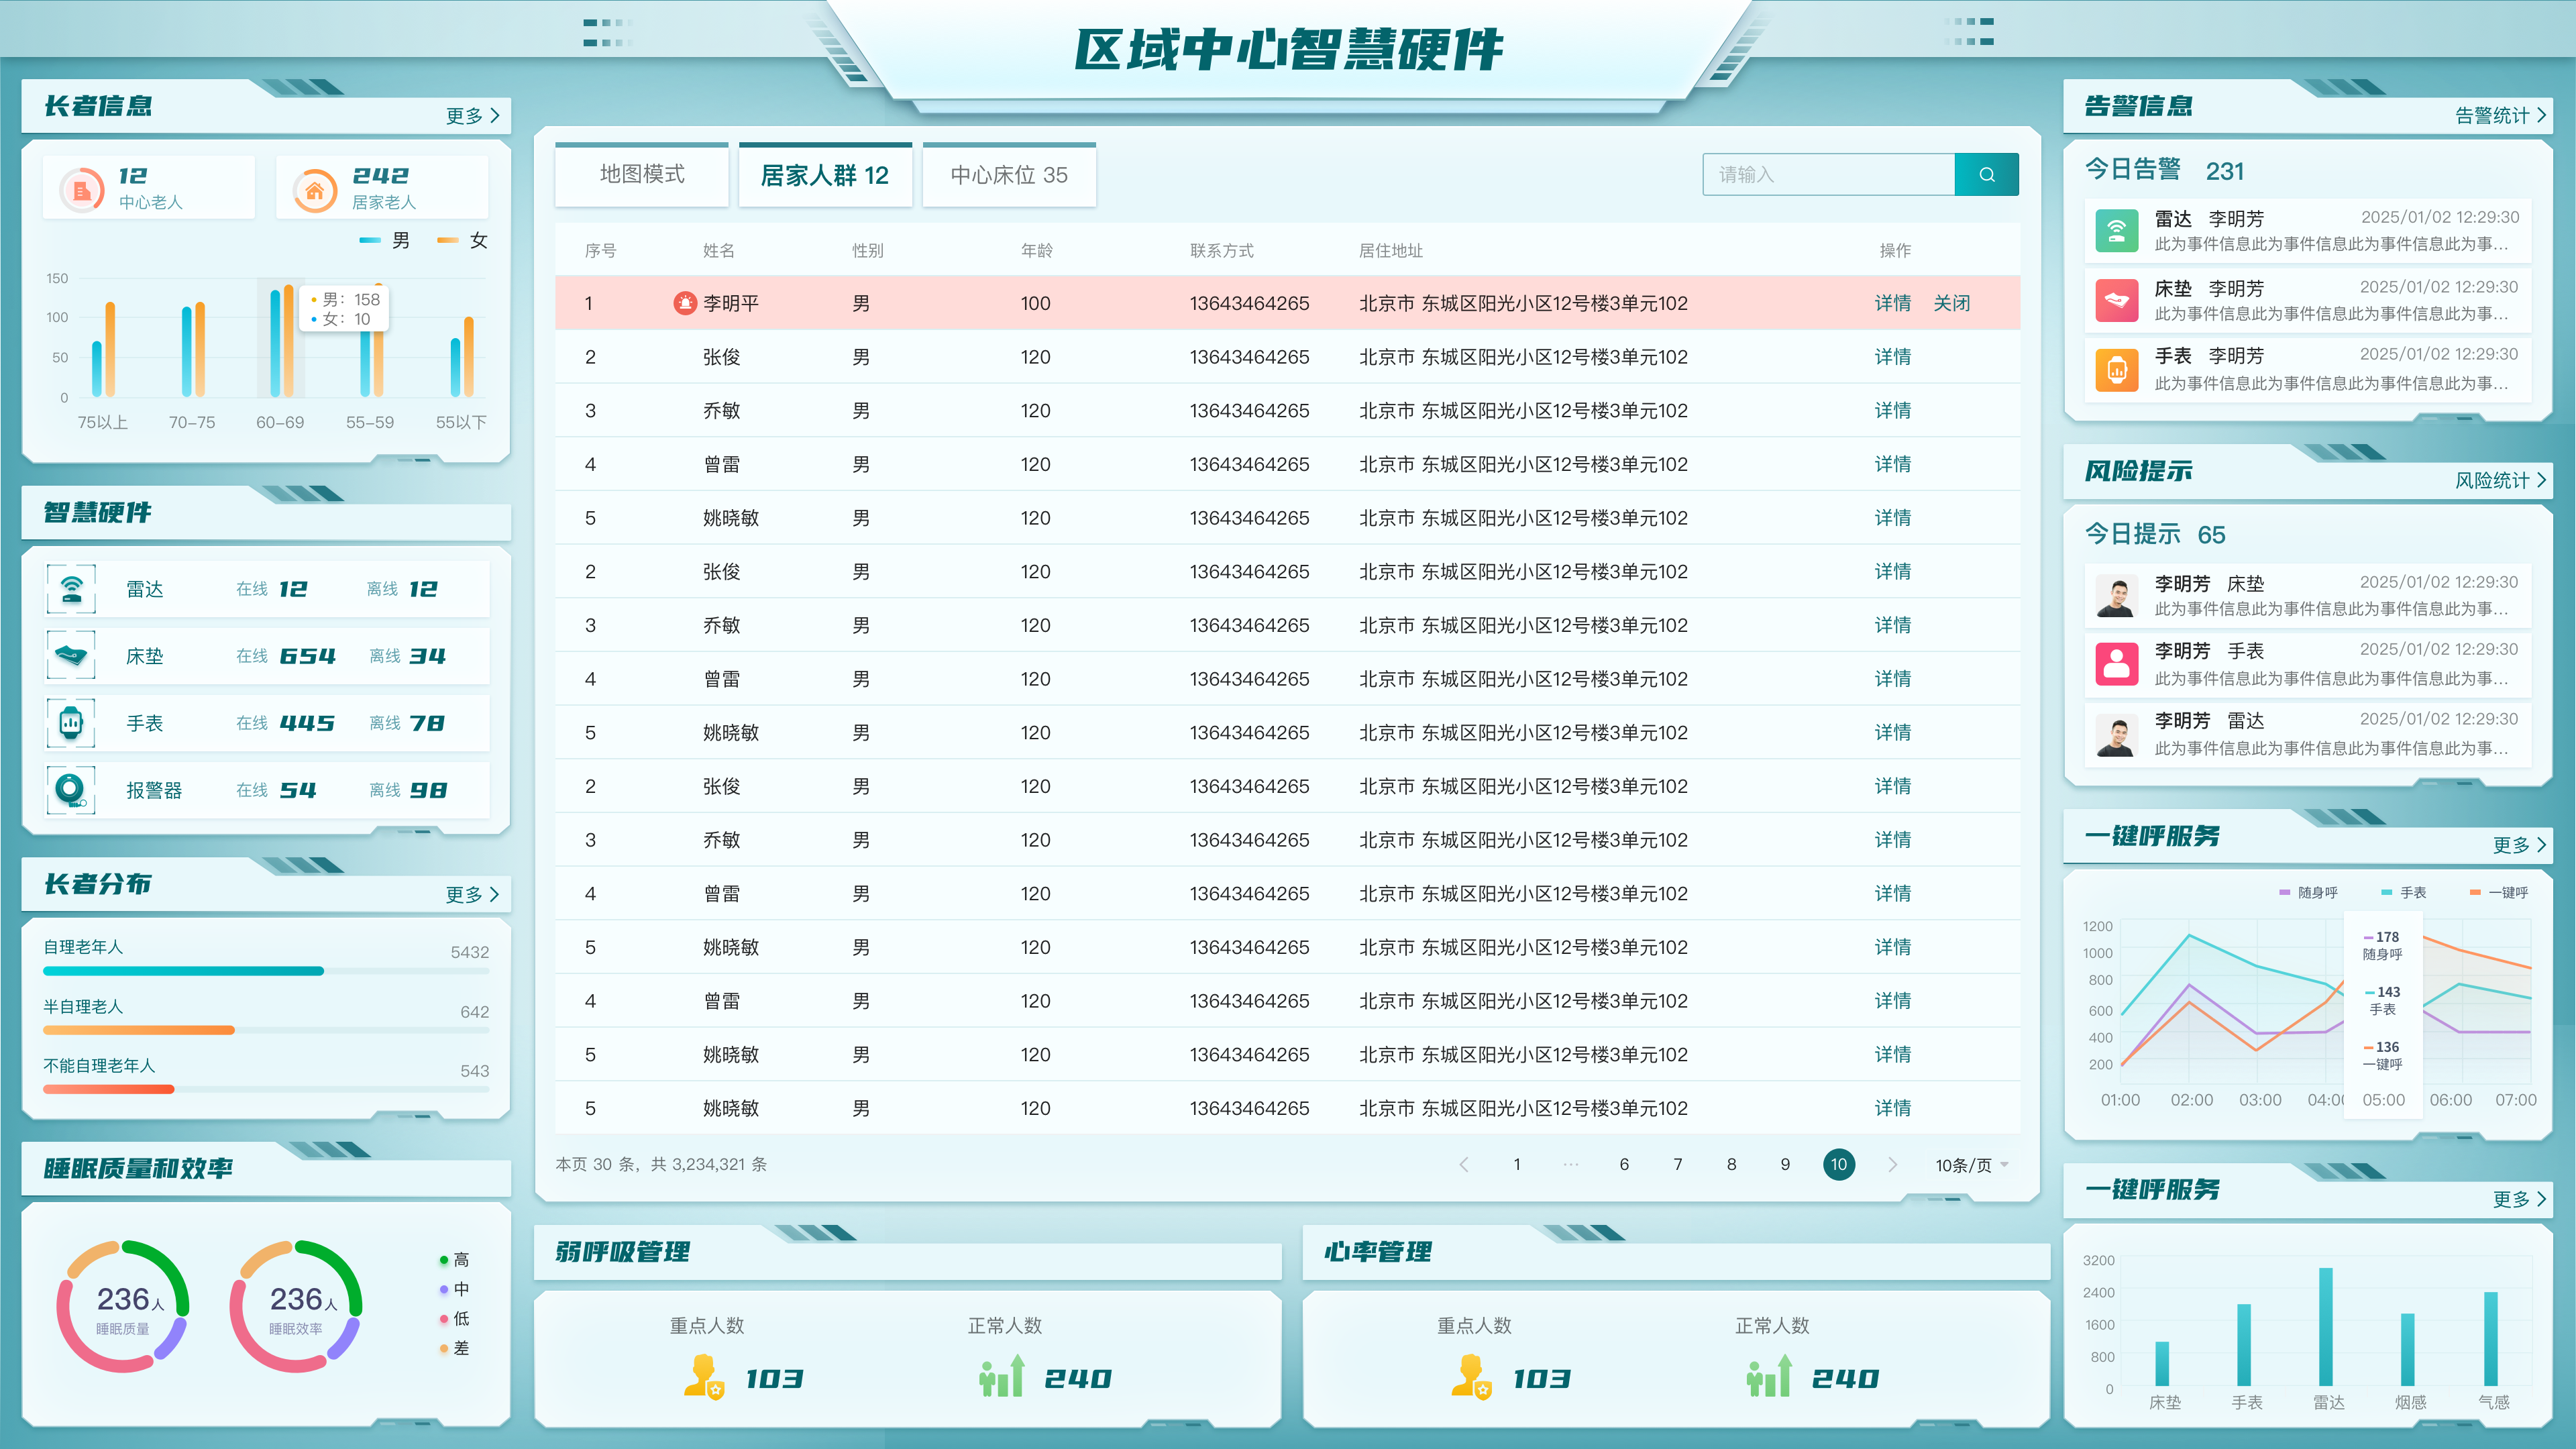 区域中心智慧硬件
长者信息
更多
12
中心老人
242
居家老人
男 女
150
100
50
0
男：158
女：10
75以上 70-75 60-69 55-59 55以下
智慧硬件
雷达 在线 12 离线 12
床垫 在线 654 离线 34
手表 在线 445 离线 78
报警器 在线 54 离线 98
长者分布
更多
自理老年人 5432
半自理老人 642
不能自理老年人 543
睡眠质量和效率
236人
睡眠质量
236人
睡眠效率
高
中
低
差
地图模式 居家人群 12 中心床位 35
请输入
序号 姓名 性别 年龄 联系方式 居住地址 操作
1 李明平 男 100 13643464265 北京市 东城区阳光小区12号楼3单元102 详情 关闭
2 张俊 男 120 13643464265 北京市 东城区阳光小区12号楼3单元102 详情
3 乔敏 男 120 13643464265 北京市 东城区阳光小区12号楼3单元102 详情
4 曾雷 男 120 13643464265 北京市 东城区阳光小区12号楼3单元102 详情
5 姚晓敏 男 120 13643464265 北京市 东城区阳光小区12号楼3单元102 详情
2 张俊 男 120 13643464265 北京市 东城区阳光小区12号楼3单元102 详情
3 乔敏 男 120 13643464265 北京市 东城区阳光小区12号楼3单元102 详情
4 曾雷 男 120 13643464265 北京市 东城区阳光小区12号楼3单元102 详情
5 姚晓敏 男 120 13643464265 北京市 东城区阳光小区12号楼3单元102 详情
2 张俊 男 120 13643464265 北京市 东城区阳光小区12号楼3单元102 详情
3 乔敏 男 120 13643464265 北京市 东城区阳光小区12号楼3单元102 详情
4 曾雷 男 120 13643464265 北京市 东城区阳光小区12号楼3单元102 详情
5 姚晓敏 男 120 13643464265 北京市 东城区阳光小区12号楼3单元102 详情
4 曾雷 男 120 13643464265 北京市 东城区阳光小区12号楼3单元102 详情
5 姚晓敏 男 120 13643464265 北京市 东城区阳光小区12号楼3单元102 详情
5 姚晓敏 男 120 13643464265 北京市 东城区阳光小区12号楼3单元102 详情
本页 30 条，共 3,234,321 条
1 ··· 6 7 8 9 10 10条/页
弱呼吸管理
重点人数 正常人数
103 240
心率管理
重点人数 正常人数
103 240
告警信息
告警统计
今日告警 231
雷达 李明芳 2025/01/02 12:29:30
此为事件信息此为事件信息此为事件信息此为事…
床垫 李明芳 2025/01/02 12:29:30
此为事件信息此为事件信息此为事件信息此为事…
手表 李明芳 2025/01/02 12:29:30
此为事件信息此为事件信息此为事件信息此为事…
风险提示
风险统计
今日提示 65
李明芳 床垫 2025/01/02 12:29:30
此为事件信息此为事件信息此为事件信息此为事…
李明芳 手表 2025/01/02 12:29:30
此为事件信息此为事件信息此为事件信息此为事…
李明芳 雷达 2025/01/02 12:29:30
此为事件信息此为事件信息此为事件信息此为事…
一键呼服务
更多
随身呼 手表 一键呼
1200
1000
800
600
400
200
178
随身呼
143
手表
136
一键呼
01:00 02:00 03:00 04:00 05:00 06:00 07:00
一键呼服务
更多
3200
2400
1600
800
0
床垫 手表 雷达 烟感 气感